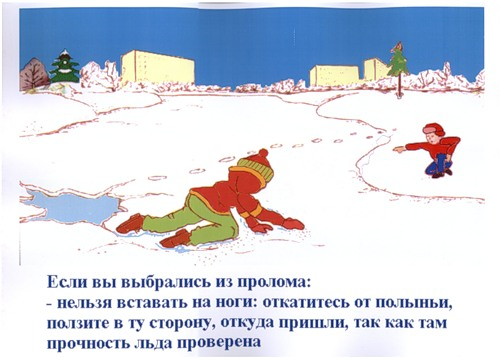 Если вы выбрались из пролома:
- нельзя вставать на ноги: откатитесь от полыньи,
ползите в ту сторону, откуда пришли, так как там
прочность льда проверена